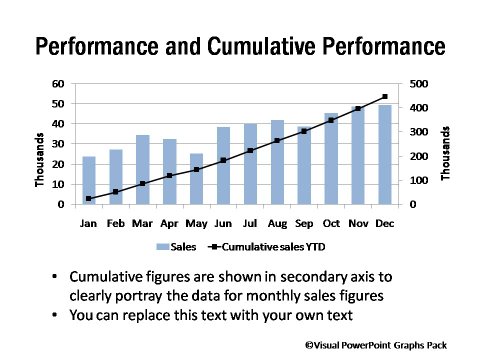 Performance and Cumulative Performance
60 500
50 400
40 300
30
20 200
10 100
0 0
Thousands
Thousands
Jan Feb Mar Apr May Jun Jul Aug Sep Oct Nov Dec
Sales Cumulative sales YTD
• Cumulative figures are shown in secondary axis to
clearly portray the data for monthly sales figures
• You can replace this text with your own text
©Visual PowerPoint Graphs Pack